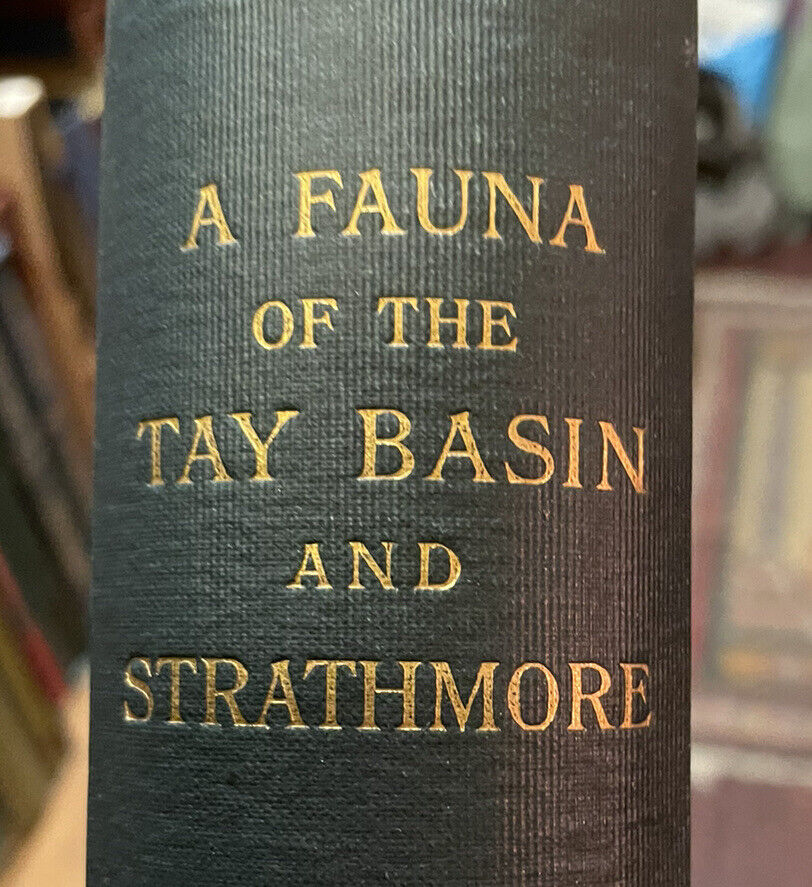 A FAUNA
OF THE
TAY BASIN
AND
STRATHMORE